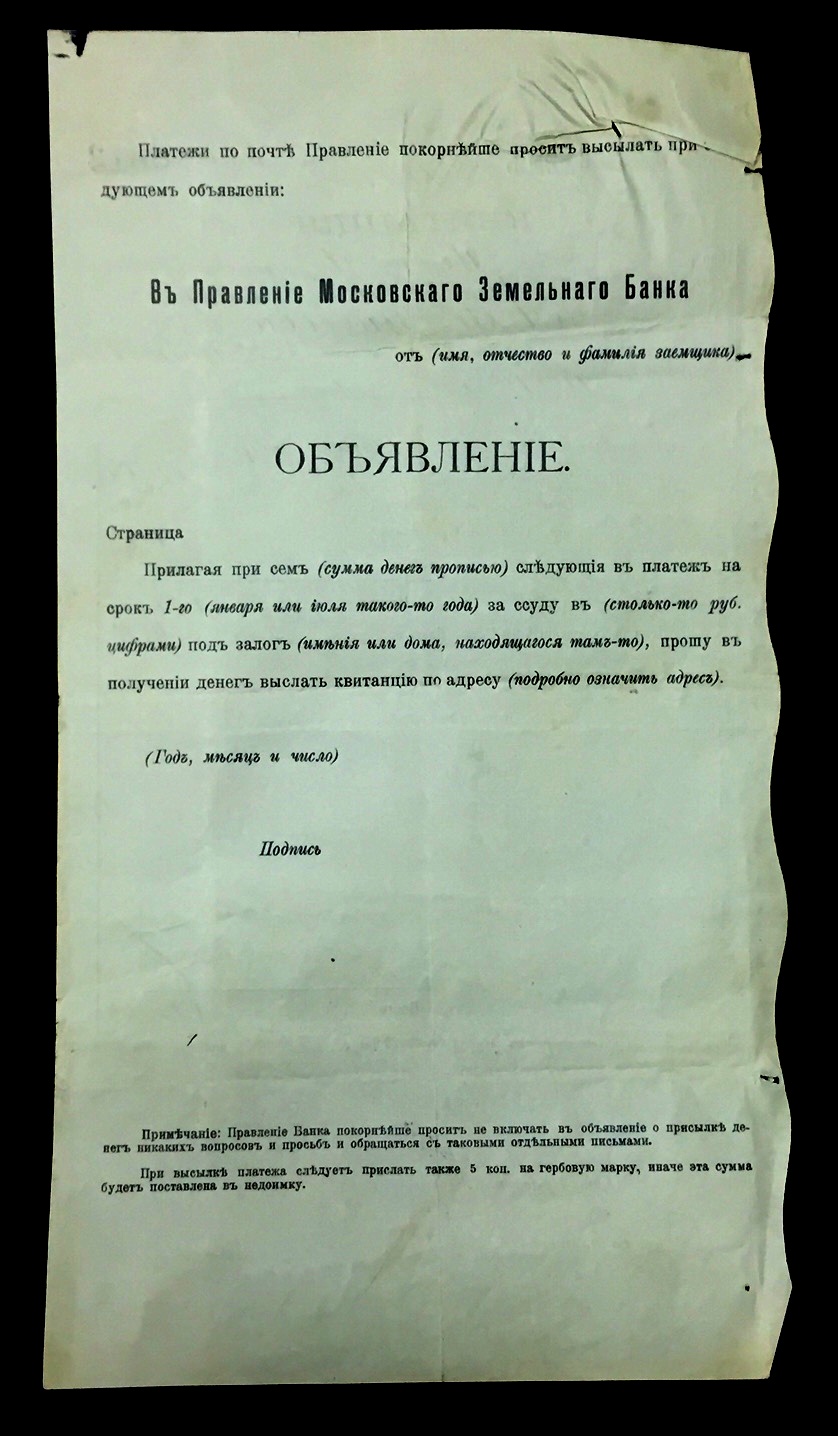 Платежи по почтѣ Правленіе покорнѣйше проситъ высылать при
дующемъ объявленіи:
Въ Правленіе Московскаго Земельнаго Банка
отъ (имя, отчество и фамилія заемщика)
ОБЪЯВЛЕНІЕ.
Страница
Прилагая при семъ (сумма денегъ прописью) слѣдующія въ платежъ на
срокъ 1-го (января или іюля такого-то года) за ссуду въ (столько-то руб.
цифрами) подъ залогъ (имѣнія или дома, находящагося тамъ-то), прошу въ
полученіи денегъ выслать квитанцію по адресу (подробно означить адресъ).
(Годъ, мѣсяцъ и число)
Подпись
Примѣчаніе: Правленіе Банка покорнѣйше проситъ не включать въ объявленіе о присылкѣ де-
негъ никакихъ вопросовъ и просьбъ и обращаться съ таковыми отдѣльными письмами.
При высылкѣ платежа слѣдуетъ прислать также 5 коп. на гербовую марку, иначе эта сумма
будетъ поставлена въ недоимку.